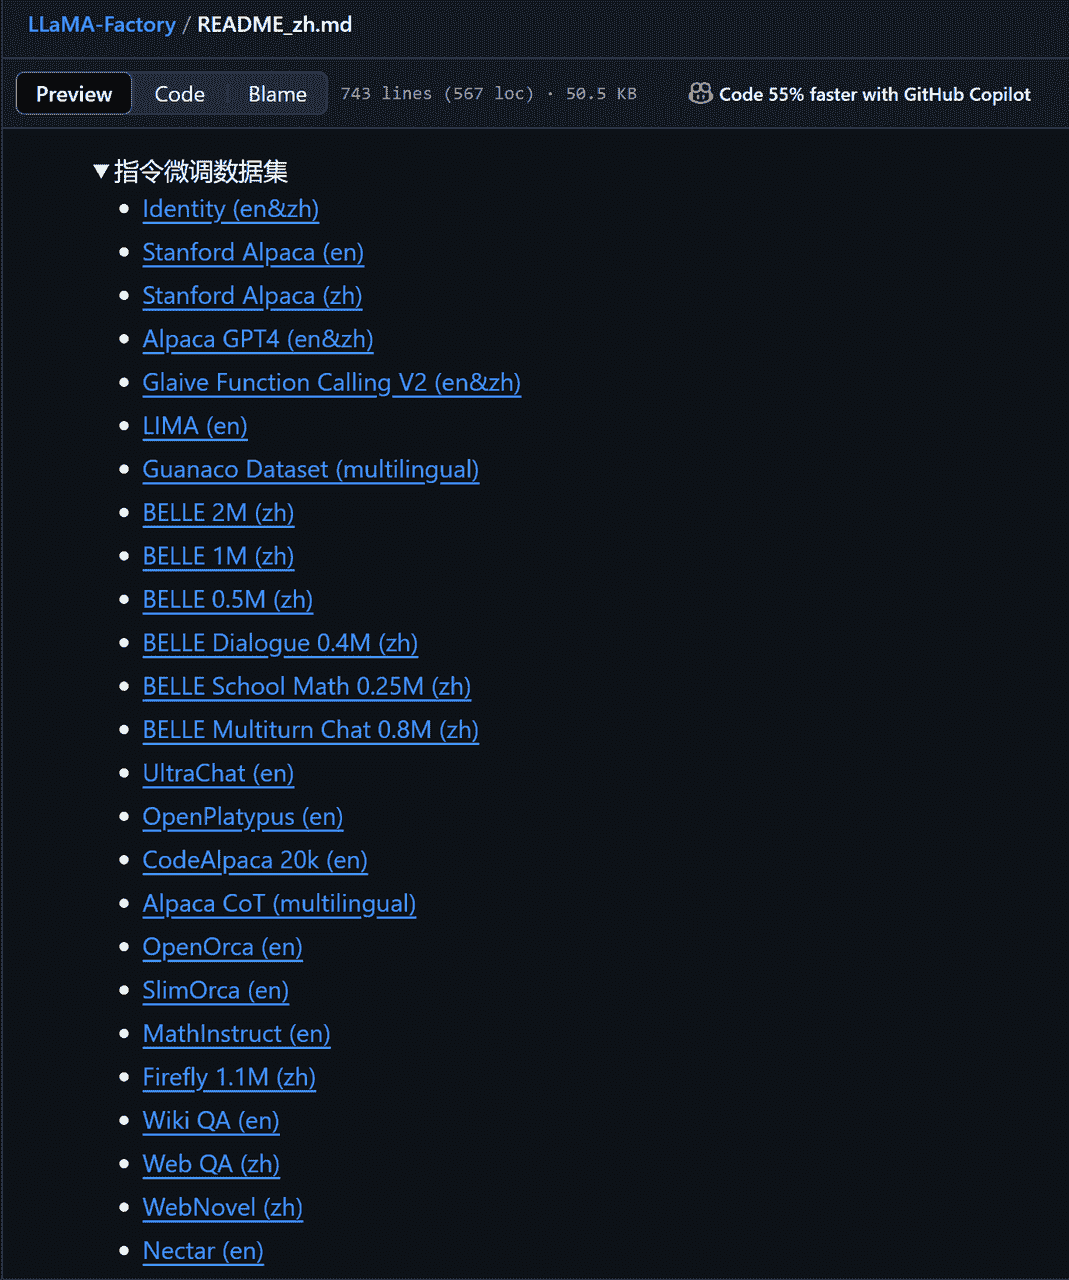 LLaMA-Factory / README_zh.md
Preview Code Blame 743 lines (567 loc) · 50.5 KB Code 55% faster with GitHub Copilot
▼指令微调数据集
• Identity (en&zh)
• Stanford Alpaca (en)
• Stanford Alpaca (zh)
• Alpaca GPT4 (en&zh)
• Glaive Function Calling V2 (en&zh)
• LIMA (en)
• Guanaco Dataset (multilingual)
• BELLE 2M (zh)
• BELLE 1M (zh)
• BELLE 0.5M (zh)
• BELLE Dialogue 0.4M (zh)
• BELLE School Math 0.25M (zh)
• BELLE Multiturn Chat 0.8M (zh)
• UltraChat (en)
• OpenPlatypus (en)
• CodeAlpaca 20k (en)
• Alpaca CoT (multilingual)
• OpenOrca (en)
• SlimOrca (en)
• MathInstruct (en)
• Firefly 1.1M (zh)
• Wiki QA (en)
• Web QA (zh)
• WebNovel (zh)
• Nectar (en)